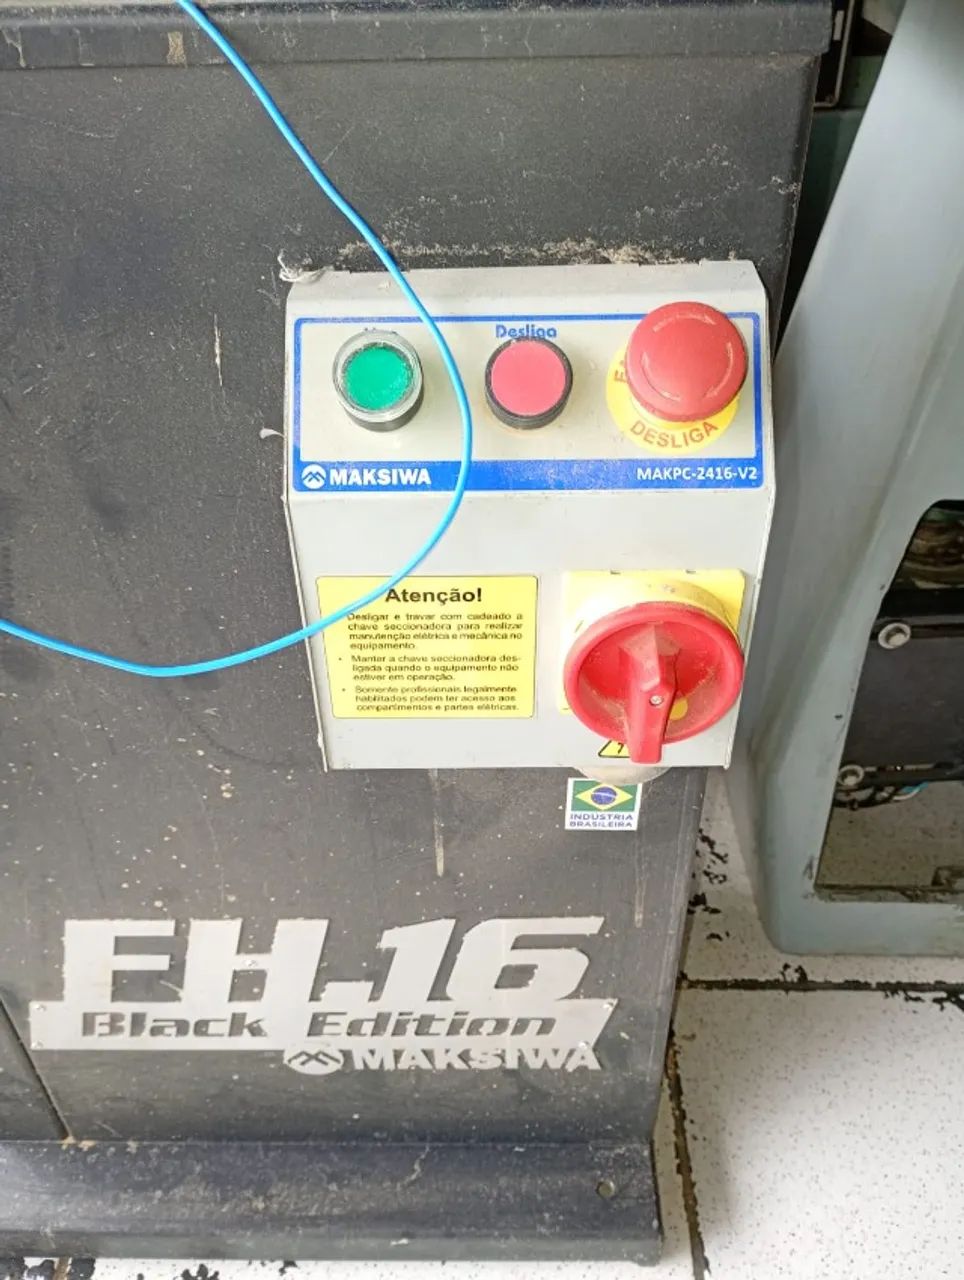 Desliga
DESLIGA
MAKSIWA
MAKPC-2416-V2
Atenção!
Desligar e travar com cadeado a
chave seccionadora para realizar
manutenção elétrica e mecânica no
equipamento.
• Manter a chave seccionadora des-
ligada quando o equipamento não
estiver em operação.
• Somente profissionais legalmente
habilitados podem ter acesso aos
compartimentos e partes elétricas.
INDÚSTRIA
BRASILEIRA
FH.16
Black Edition
MAKSIWA